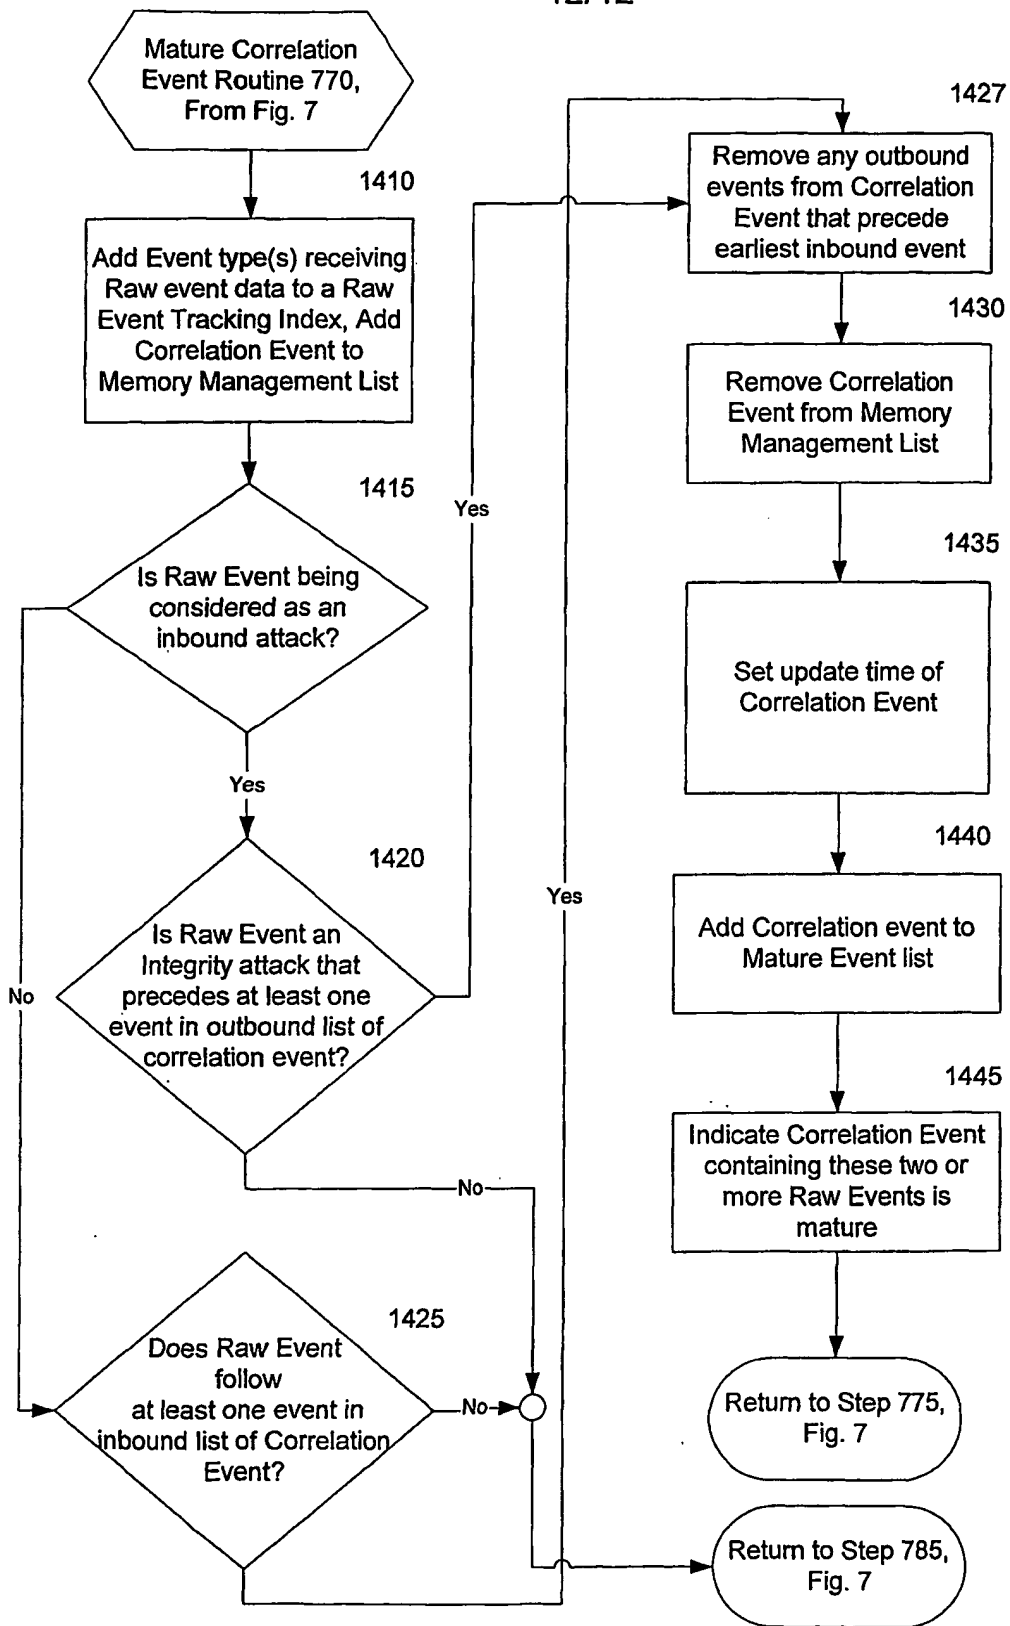 12/12
Mature Correlation
Event Routine 770,
From Fig. 7
1410
Add Event type(s) receiving
Raw event data to a Raw
Event Tracking Index, Add
Correlation Event to
Memory Management List
1415
Is Raw Event being
considered as an
inbound attack?
Yes
No
1420
Is Raw Event an
Integrity attack that
precedes at least one
event in outbound list of
correlation event?
Yes
No
1425
Does Raw Event
follow
at least one event in
inbound list of Correlation
Event?
No
Yes
1427
Remove any outbound
events from Correlation
Event that precede
earliest inbound event
1430
Remove Correlation
Event from Memory
Management List
1435
Set update time of
Correlation Event
1440
Add Correlation event to
Mature Event list
1445
Indicate Correlation Event
containing these two or
more Raw Events is
mature
Return to Step 775,
Fig. 7
Return to Step 785,
Fig. 7